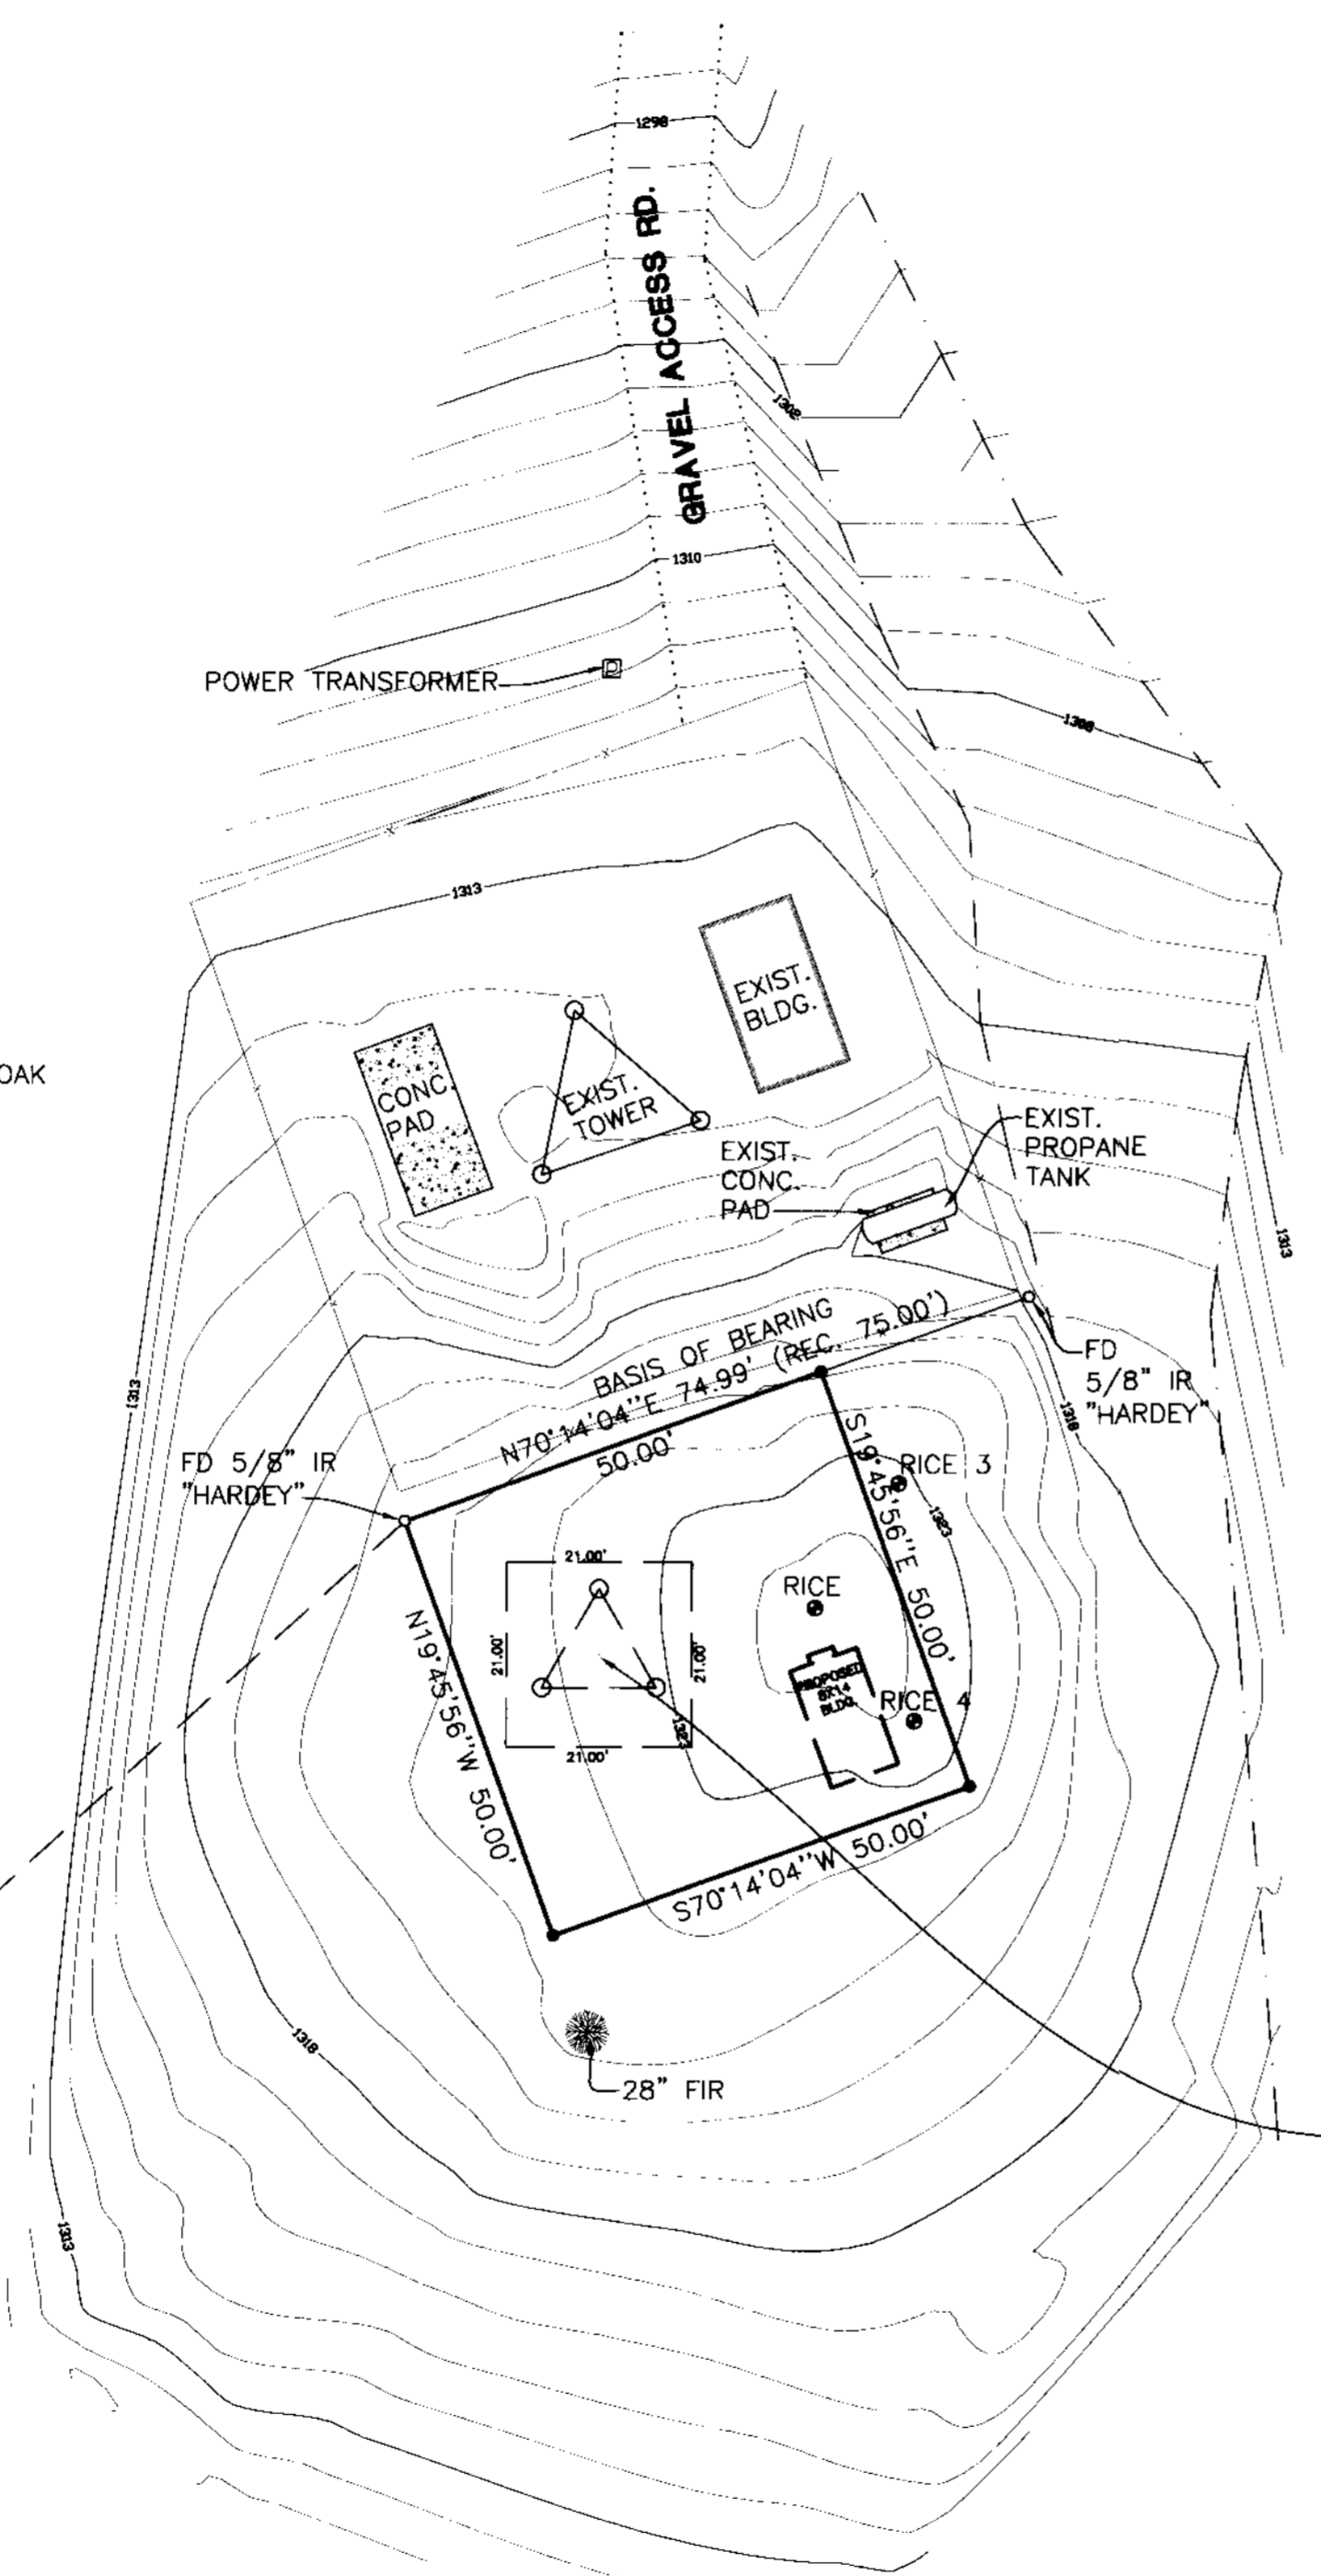 1298
GRAVEL ACCESS RD.
1302
1310
POWER TRANSFORMER
1308
1313
EXIST.
BLDG.
OAK
CONC.
PAD
EXIST.
TOWER
EXIST.
CONC.
PAD
EXIST.
PROPANE
TANK
1313
BASIS OF BEARING
N70°14'04"E 74.99' (REC. 75.00')
50.00'
FD
5/8" IR
"HARDEY"
1313
1318
FD 5/8" IR
"HARDEY"
S19°45'56"E 50.00'
RICE 3
1323
21.00'
RICE
21.00'
21.00'
N19°45'56"W 50.00'
PROPOSED
8X14
BLDG.
RICE 4
1323
21.00'
S70°14'04"W 50.00'
1318
28" FIR
1313